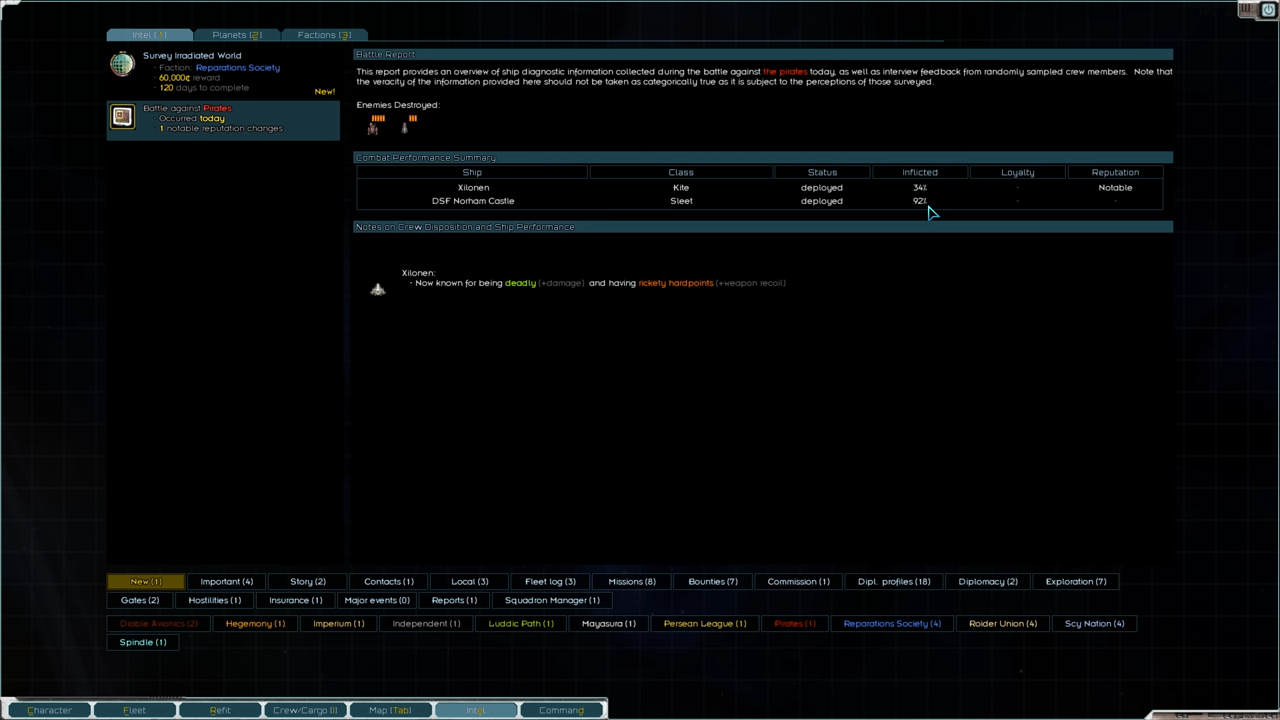 Intel [ 1 ] Planets [2] Factions [3]
Survey Irradiated World
- Faction: Reparations Society
- 60,000¢ reward
- 120 days to complete
New!
Battle against Pirates
- Occurred today
- 1 notable reputation changes
Battle Report
This report provides an overview of ship diagnostic information collected during the battle against the pirates today, as well as interview feedback from randomly sampled crew members. Note that
the veracity of the information provided here should not be taken as categorically true as it is subject to the perceptions of those surveyed.
Enemies Destroyed:
Combat Performance Summary
Ship Class Status Inflicted Loyalty Reputation
Xilonen Kite deployed 34% - Notable
DSF Norham Castle Sleet deployed 92% - -
Notes on Crew Disposition and Ship Performance
Xilonen:
- Now known for being deadly (+damage) and having rickety hardpoints (+weapon recoil)
New (1) Important (4) Story (2) Contacts (1) Local (3) Fleet log (3) Missions (8) Bounties (7) Commission (1) Dipl. profiles (18) Diplomacy (2) Exploration (7)
Gates (2) Hostilities (1) Insurance (1) Major events (0) Reports (1) Squadron Manager (1)
Diable Avionics (2) Hegemony (1) Imperium (1) Independent (1) Luddic Path (1) Mayasura (1) Persean League (1) Pirates (1) Reparations Society (4) Roider Union (4) Scy Nation (4)
Spindle (1)
Character Fleet Refit Crew/Cargo [I] Map [Tab] Intel Command